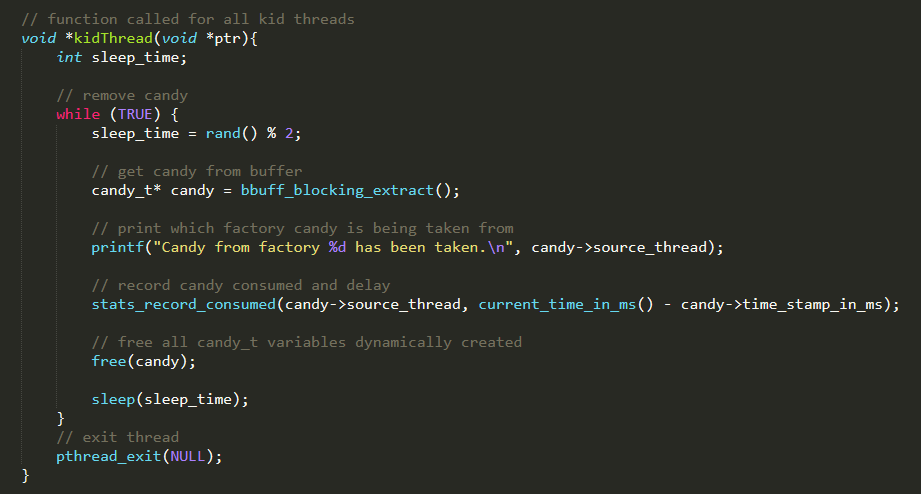 // function called for all kid threads
void *kidThread(void *ptr){
    int sleep_time;

    // remove candy
    while (TRUE) {
        sleep_time = rand() % 2;

        // get candy from buffer
        candy_t* candy = bbuff_blocking_extract();

        // print which factory candy is being taken from
        printf("Candy from factory %d has been taken.\n", candy->source_thread);

        // record candy consumed and delay
        stats_record_consumed(candy->source_thread, current_time_in_ms() - candy->time_stamp_in_ms);

        // free all candy_t variables dynamically created
        free(candy);

        sleep(sleep_time);
    }
    // exit thread
    pthread_exit(NULL);
}